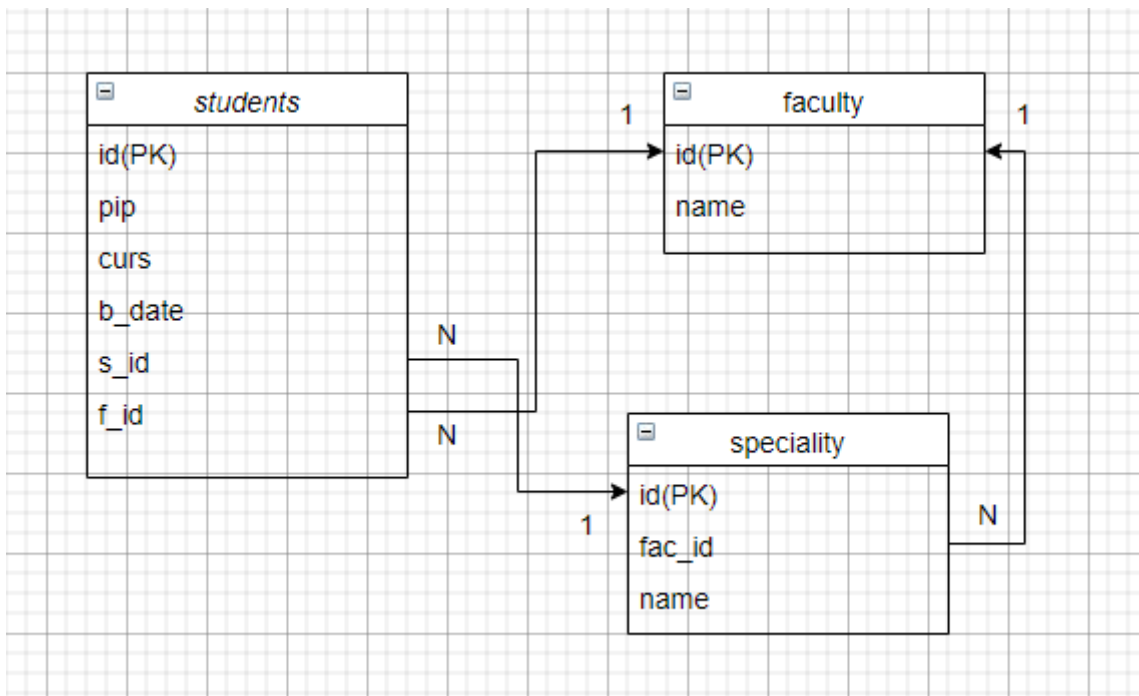 students
id(PK)
pip
curs
b_date
s_id
f_id
N
N
1
faculty
id(PK)
name
1
speciality
id(PK)
fac_id
name
1
N